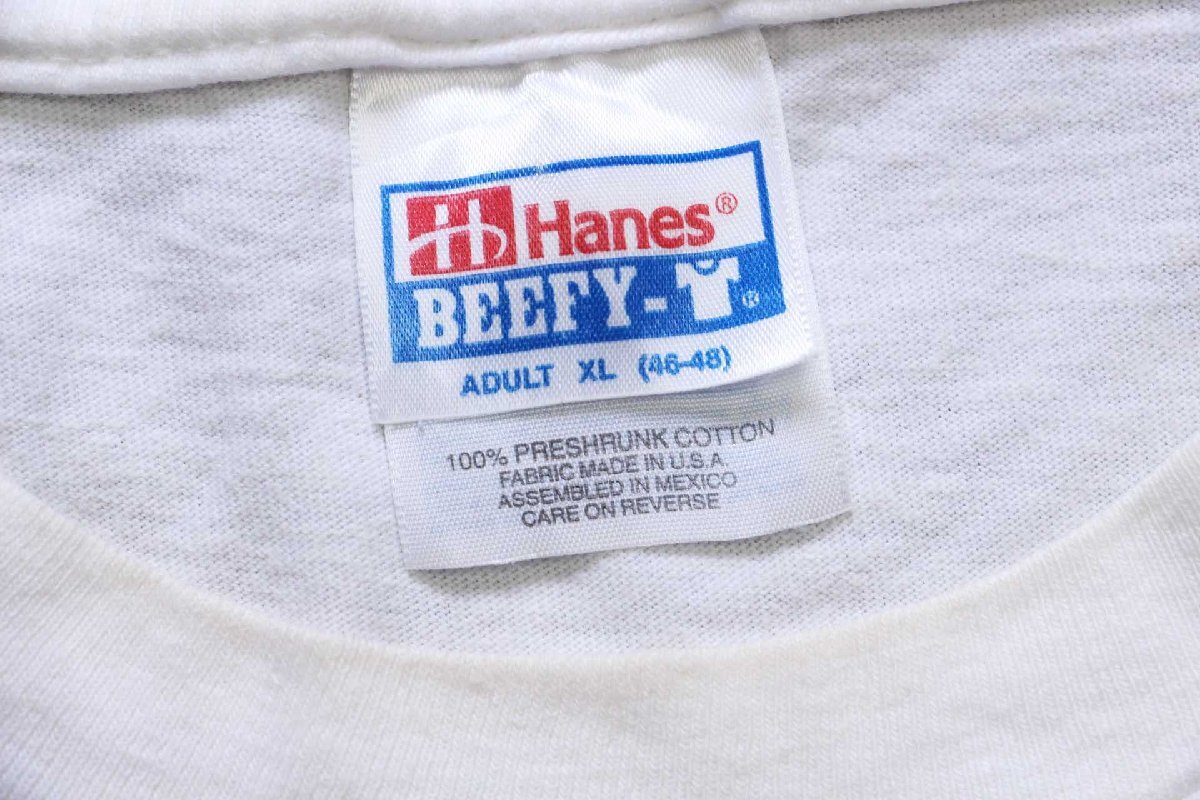 H Hanes®
BEEFY-T®
ADULT XL (46-48)
100% PRESHRUNK COTTON
FABRIC MADE IN U.S.A.
ASSEMBLED IN MEXICO
CARE ON REVERSE